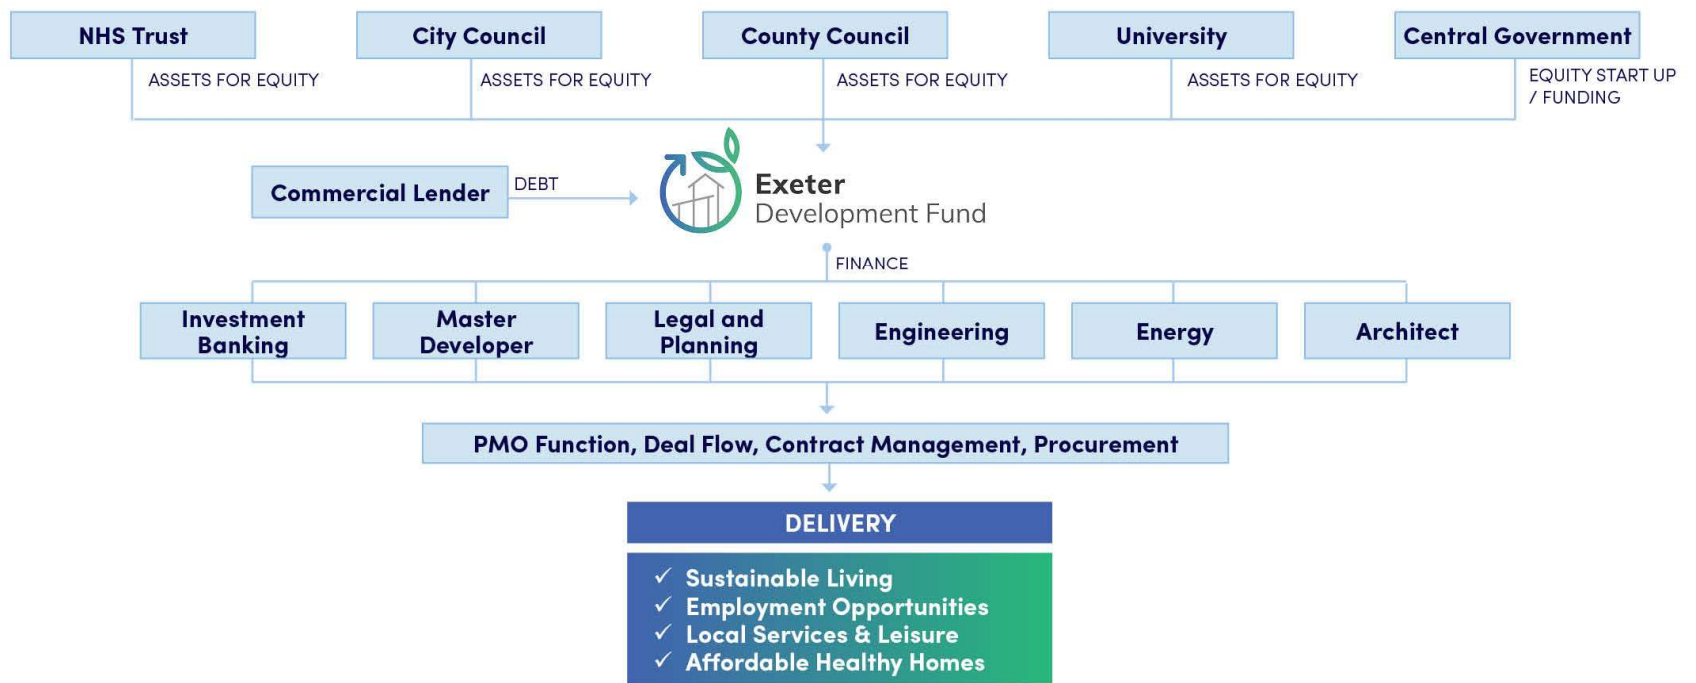 NHS Trust
City Council
County Council
University
Central Government
ASSETS FOR EQUITY
ASSETS FOR EQUITY
ASSETS FOR EQUITY
ASSETS FOR EQUITY
EQUITY START UP
/ FUNDING
Commercial Lender
DEBT
Exeter
Development Fund
FINANCE
Investment
Banking
Master
Developer
Legal and
Planning
Engineering
Energy
Architect
PMO Function, Deal Flow, Contract Management, Procurement
DELIVERY
✓ Sustainable Living
✓ Employment Opportunities
✓ Local Services & Leisure
✓ Affordable Healthy Homes